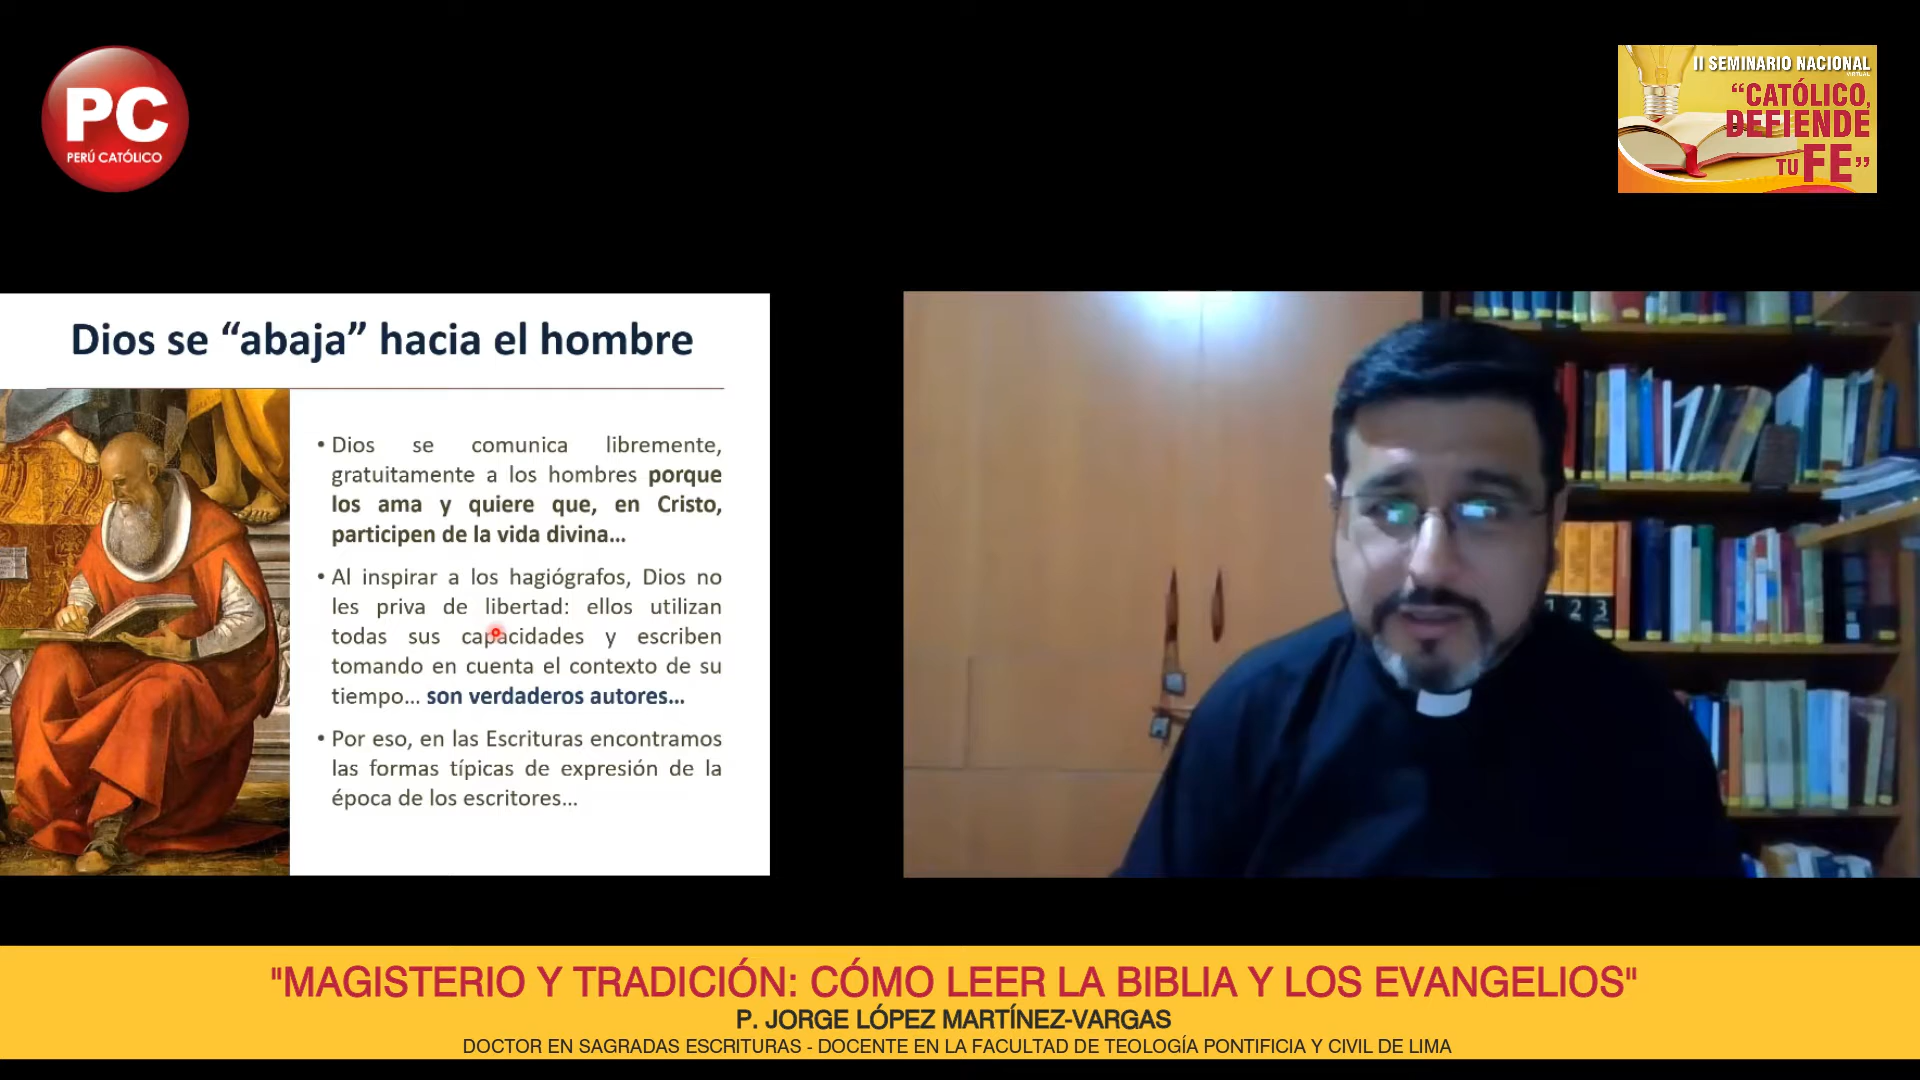 PC
PERÚ CATÓLICO
II SEMINARIO NACIONAL
VIRTUAL
“CATÓLICO,
DEFIENDE
TU FE”
Dios se “abaja” hacia el hombre
• Dios se comunica libremente,
gratuitamente a los hombres porque
los ama y quiere que, en Cristo,
participen de la vida divina...
• Al inspirar a los hagiógrafos, Dios no
les priva de libertad: ellos utilizan
todas sus capacidades y escriben
tomando en cuenta el contexto de su
tiempo... son verdaderos autores...
• Por eso, en las Escrituras encontramos
las formas típicas de expresión de la
época de los escritores...
1 2 3
"MAGISTERIO Y TRADICIÓN: CÓMO LEER LA BIBLIA Y LOS EVANGELIOS"
P. JORGE LÓPEZ MARTÍNEZ-VARGAS
DOCTOR EN SAGRADAS ESCRITURAS - DOCENTE EN LA FACULTAD DE TEOLOGÍA PONTIFICIA Y CIVIL DE LIMA